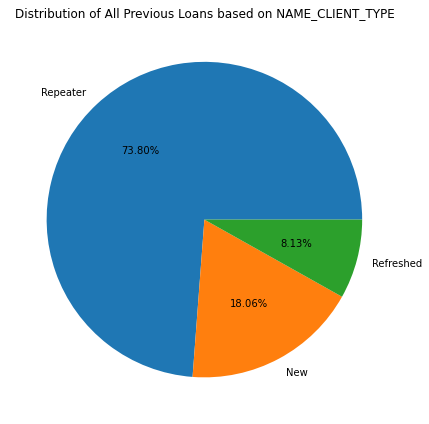 Distribution of All Previous Loans based on NAME_CLIENT_TYPE
Repeater
73.80%
8.13%
Refreshed
18.06%
New